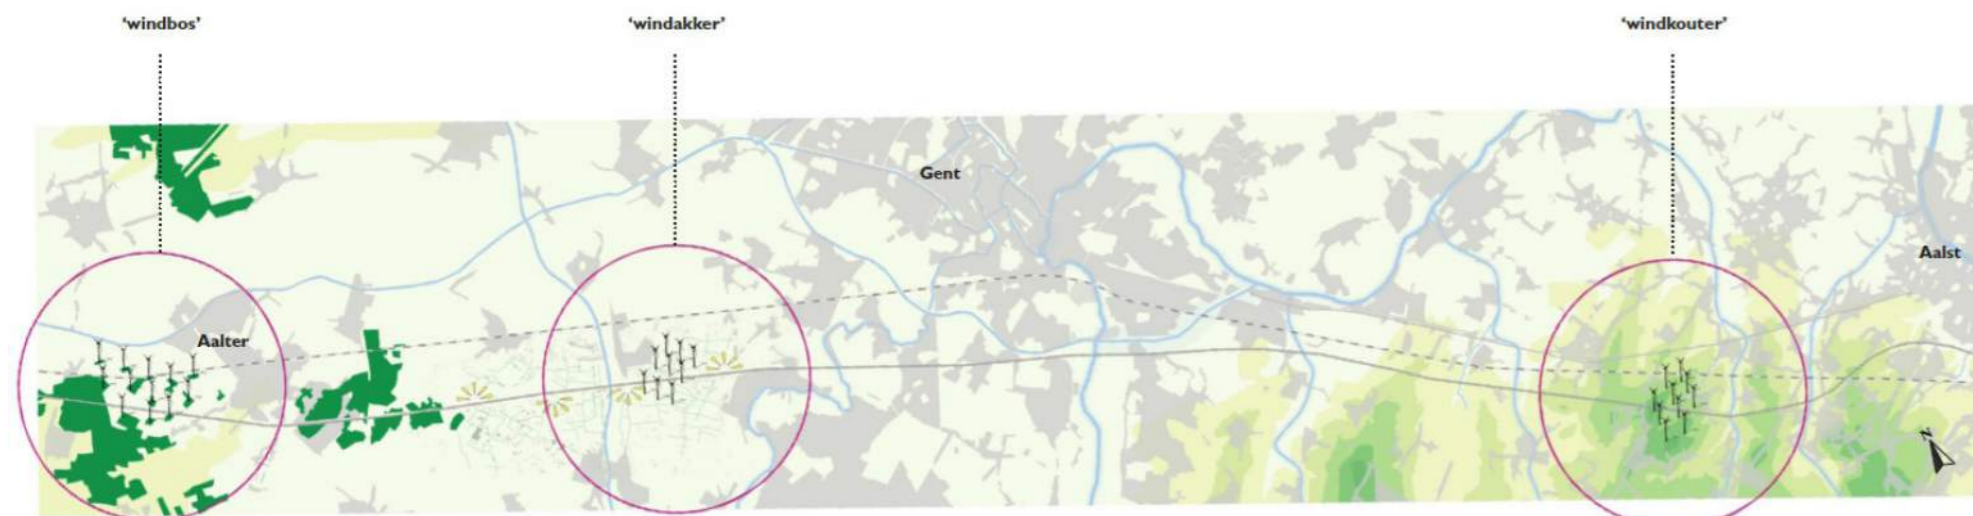 ‘windbos’
‘windakker’
‘windkouter’
Gent
Aalst
Aalter
N